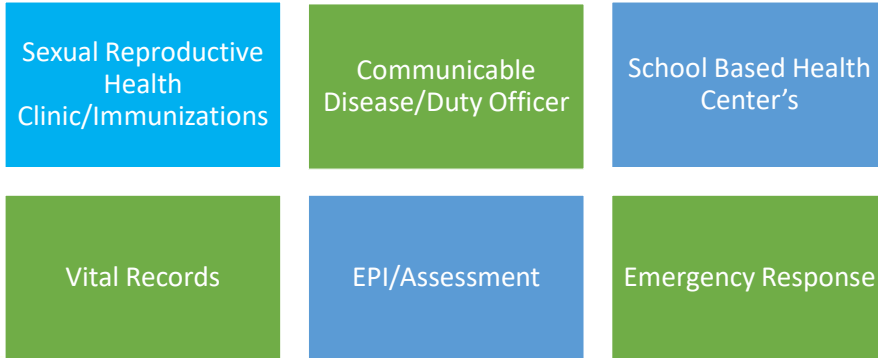 Sexual Reproductive
Health
Clinic/Immunizations
Communicable
Disease/Duty Officer
School Based Health
Center's
Vital Records
EPI/Assessment
Emergency Response